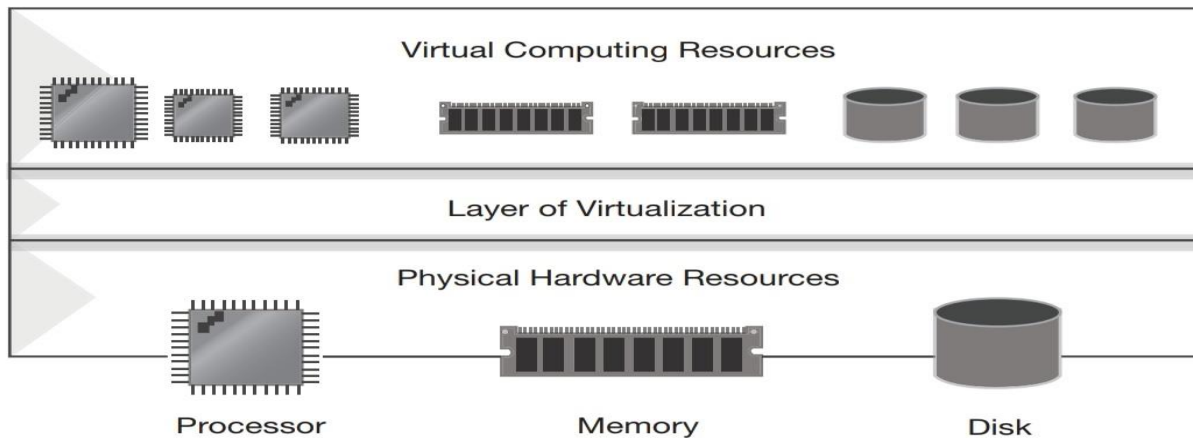 Virtual Computing Resources
Layer of Virtualization
Physical Hardware Resources
Processor Memory Disk